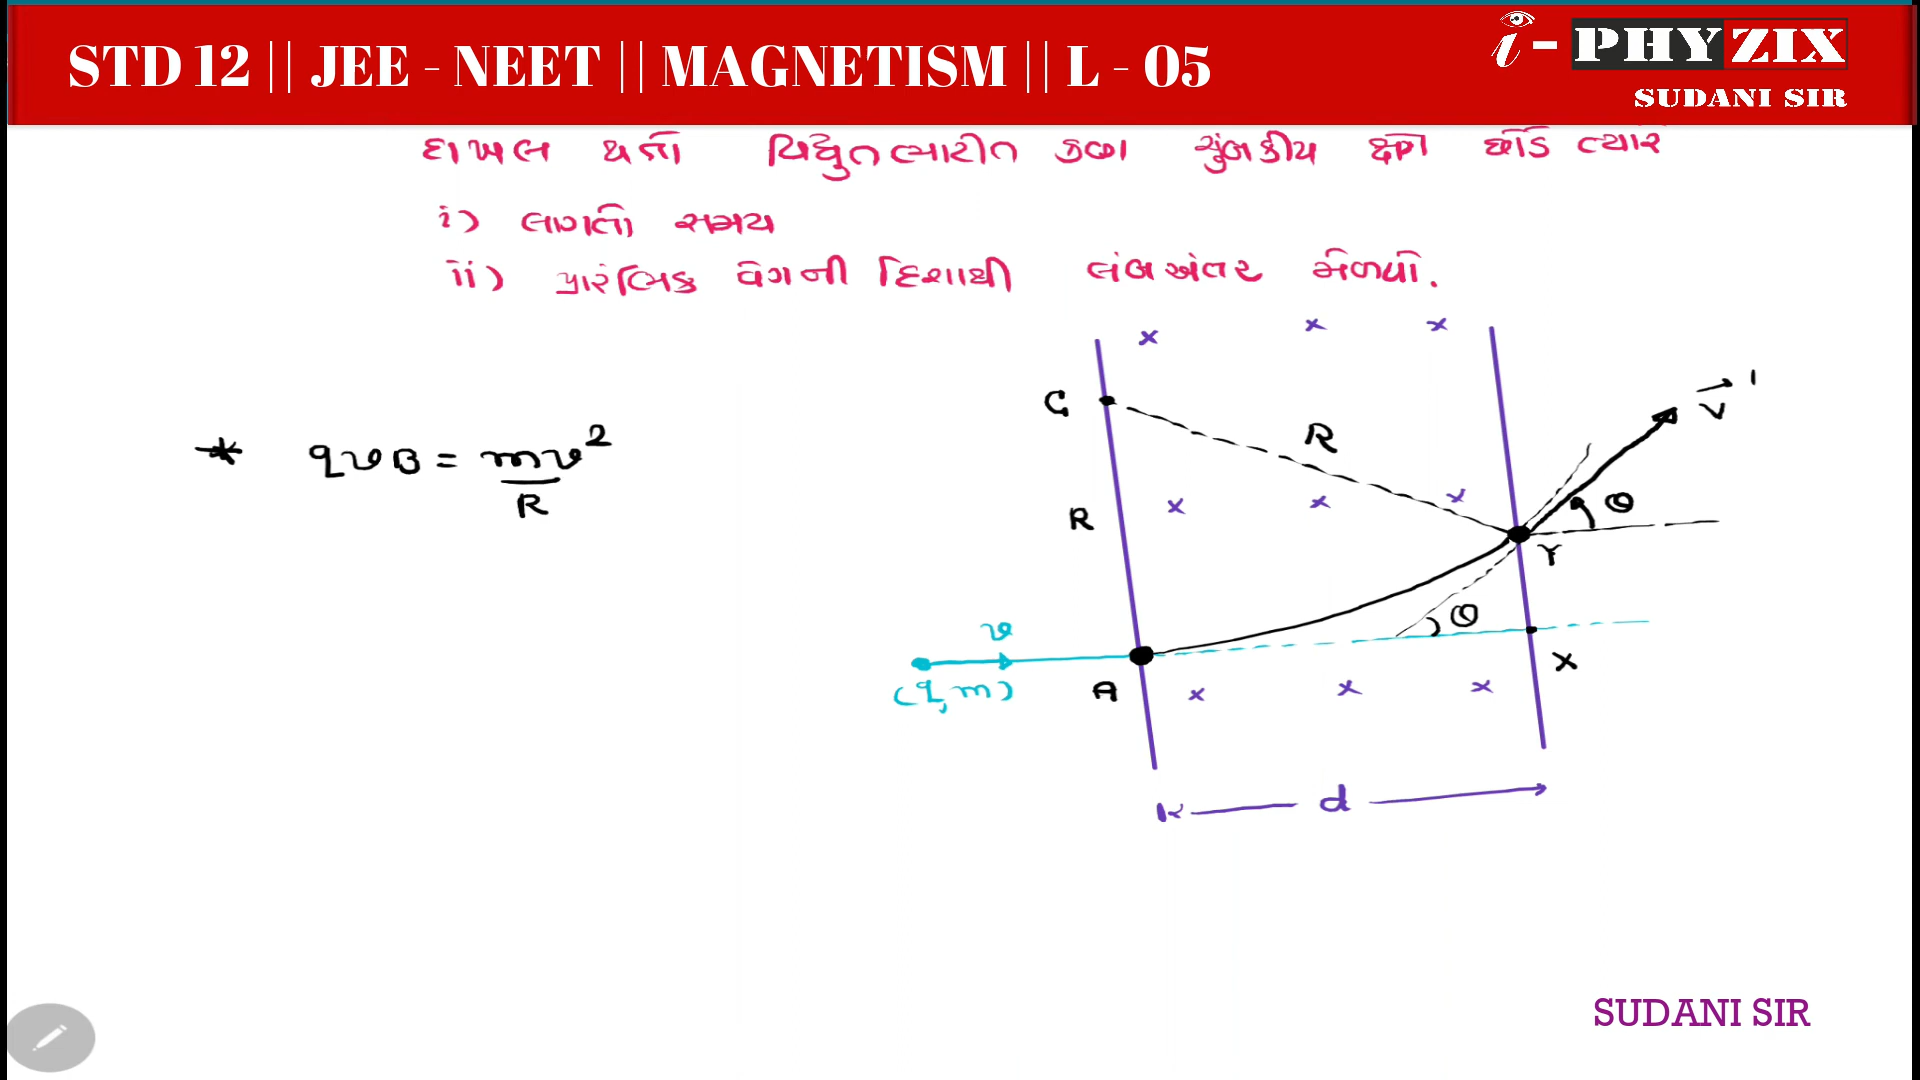 STD 12 || JEE - NEET || MAGNETISM || L - 05
i-PHYZIX
SUDANI SIR
દાખલ થતો વિદ્યુતભારીત કણ ચુંબકીય ક્ષેત્ર છોડે ત્યારે
i) લાગતો સમય
ii) પ્રારંભિક વેગની દિશાથી લંબઅંતર મેળવો.
* qvB = mv²
R
C
R
R
v⃗'
θ
Y
θ
v
(q,m)
A
X
d
SUDANI SIR